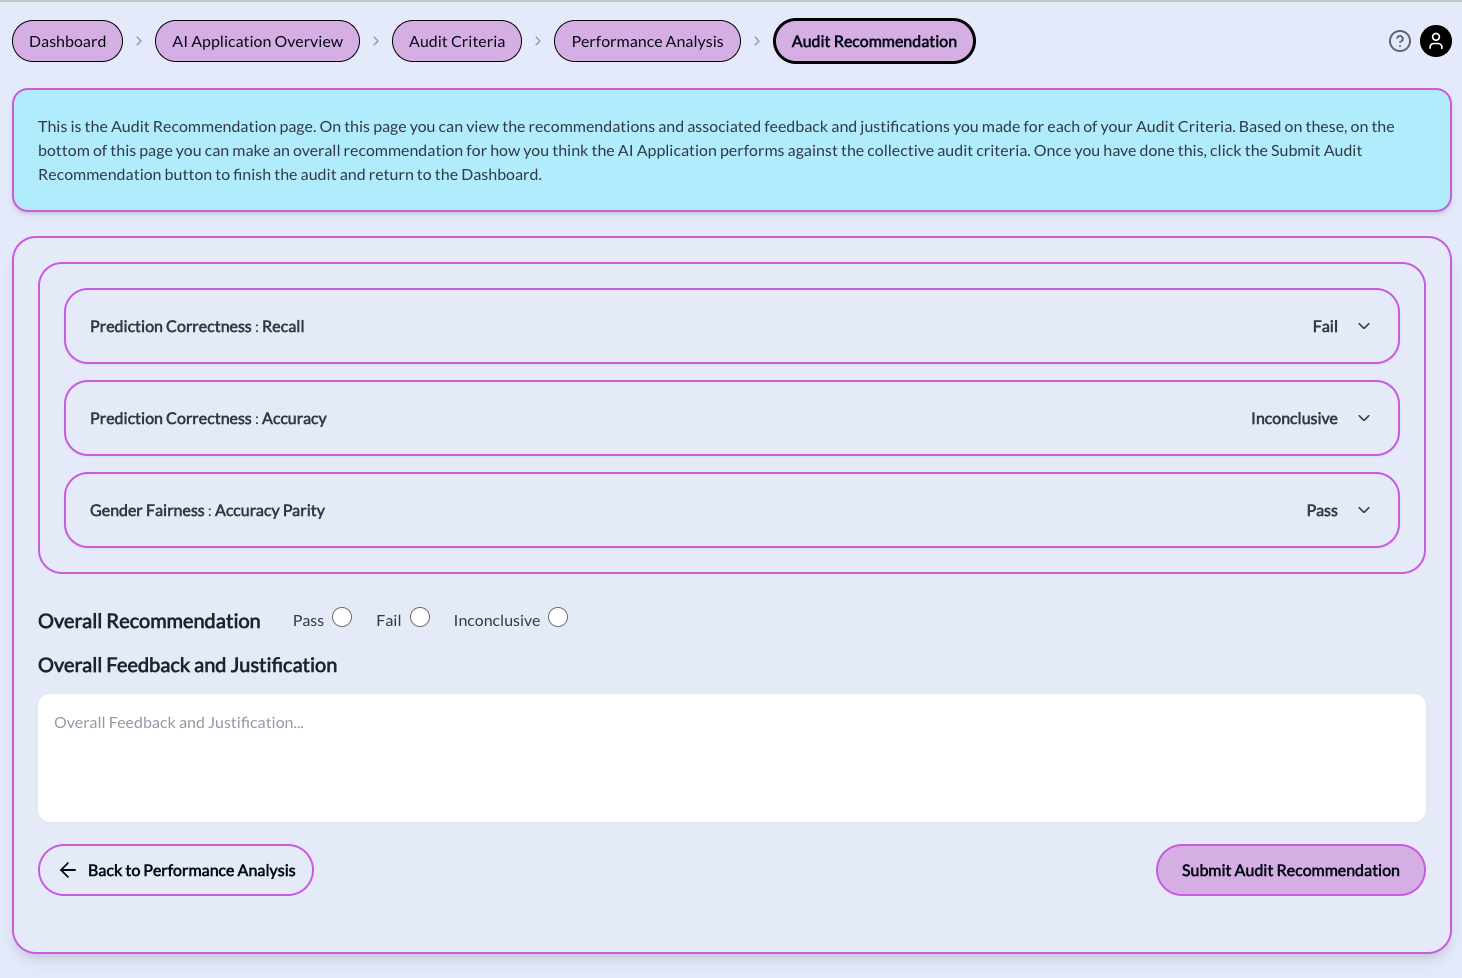 Dashboard
AI Application Overview
Audit Criteria
Performance Analysis
Audit Recommendation
This is the Audit Recommendation page. On this page you can view the recommendations and associated feedback and justifications you made for each of your Audit Criteria. Based on these, on the
bottom of this page you can make an overall recommendation for how you think the AI Application performs against the collective audit criteria. Once you have done this, click the Submit Audit
Recommendation button to finish the audit and return to the Dashboard.
Prediction Correctness : Recall
Fail
Prediction Correctness : Accuracy
Inconclusive
Gender Fairness : Accuracy Parity
Pass
Overall Recommendation
Pass
Fail
Inconclusive
Overall Feedback and Justification
Overall Feedback and Justification...
Back to Performance Analysis
Submit Audit Recommendation